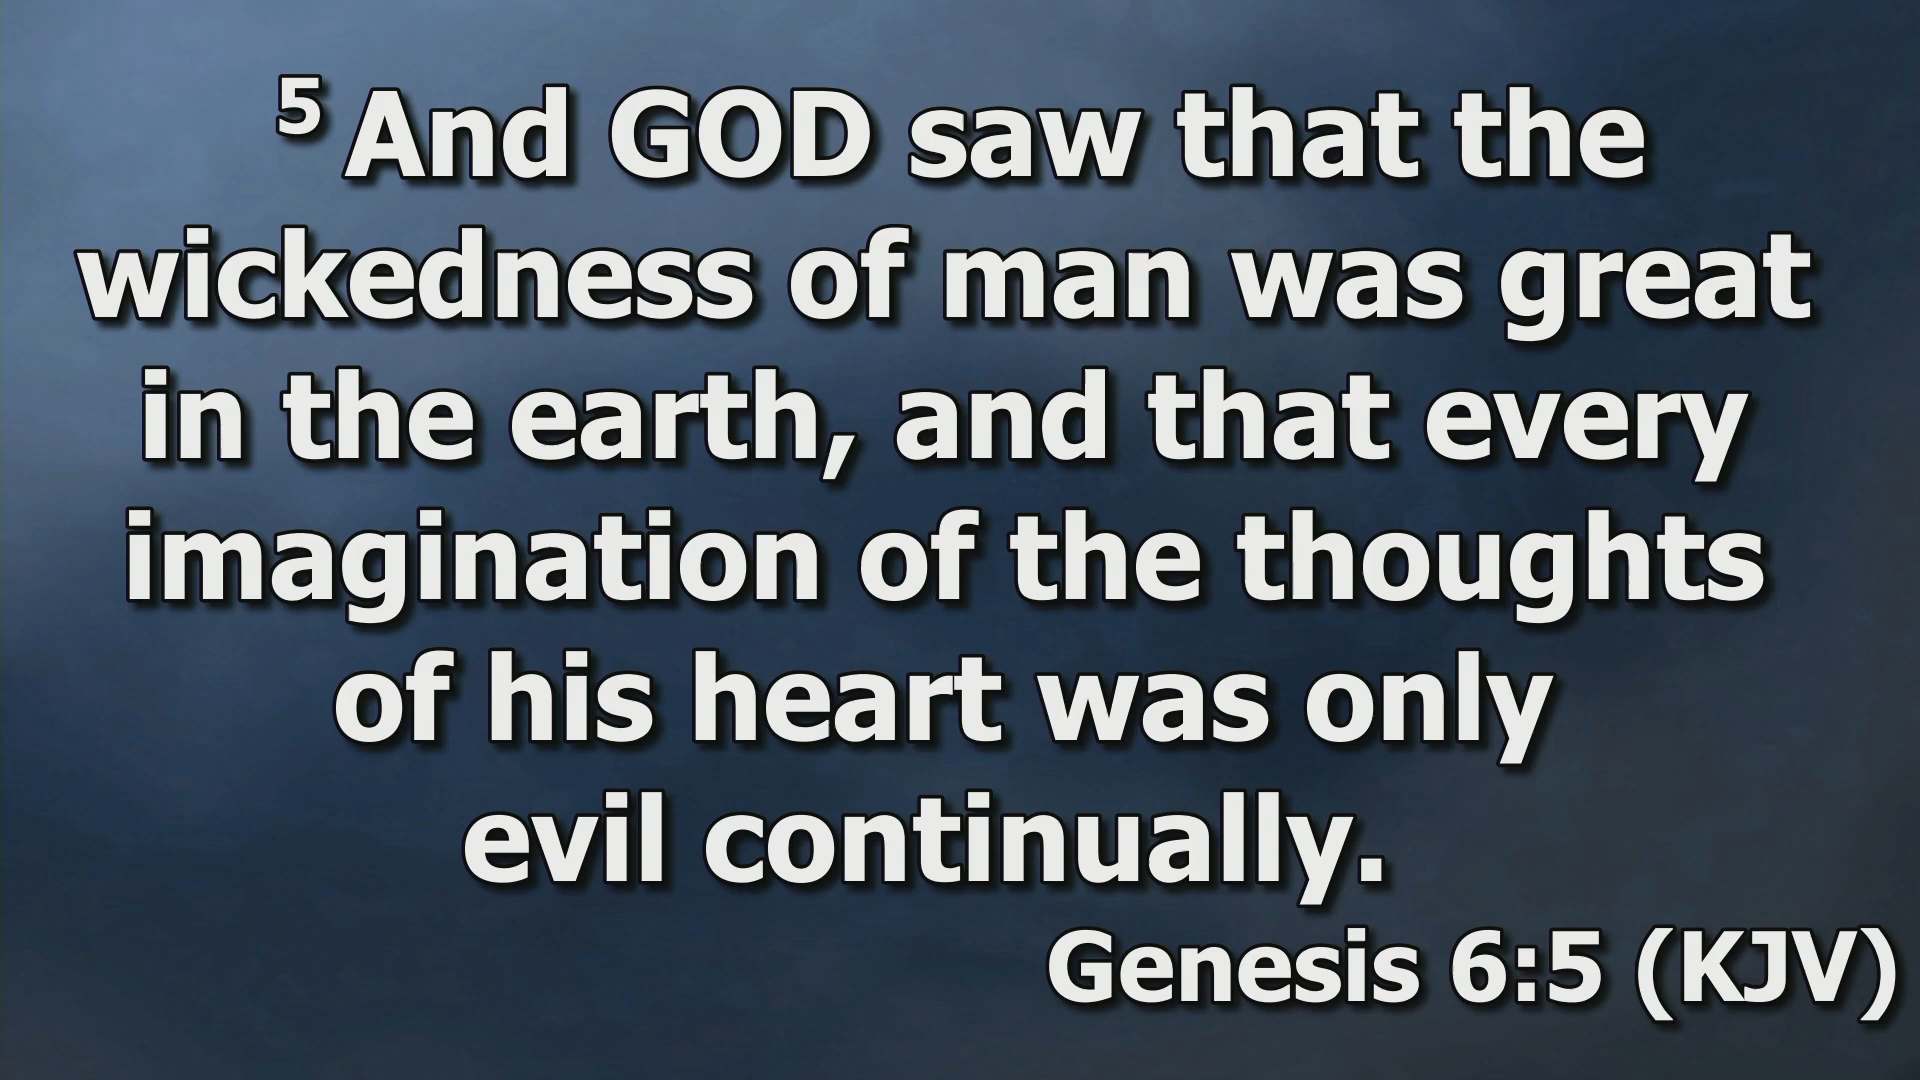 5 And GOD saw that the
wickedness of man was great
in the earth, and that every
imagination of the thoughts
of his heart was only
evil continually.
Genesis 6:5 (KJV)